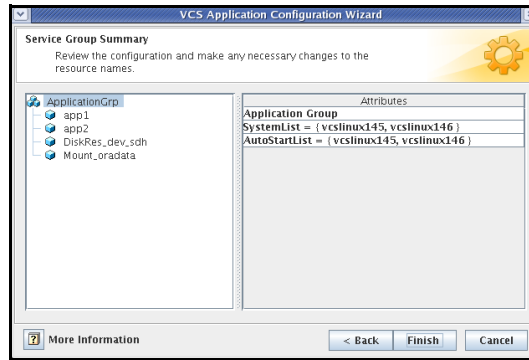 VCS Application Configuration Wizard
Service Group Summary
Review the configuration and make any necessary changes to the
resource names.
ApplicationGrp
app1
app2
DiskRes_dev_sdh
Mount_oradata
Attributes
Application Group
SystemList = { vcslinux145, vcslinux146 }
AutoStartList = { vcslinux145, vcslinux146 }
? More Information
< Back
Finish
Cancel